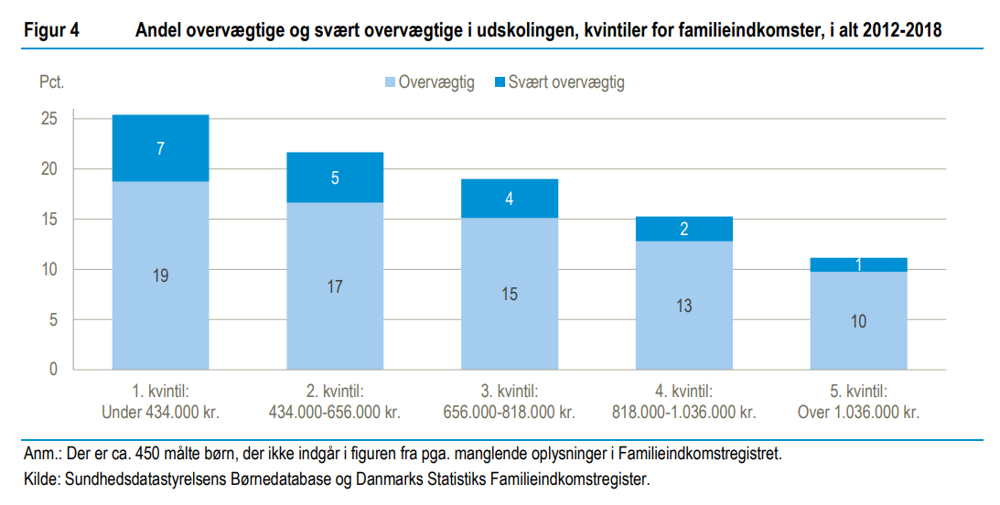 Figur 4 Andel overvægtige og svært overvægtige i udskolingen, kvintiler for familieindkomster, i alt 2012-2018
Pct.
Overvægtig Svært overvægtig
25
20
15
10
5
0
7
5
4
2
1
19
17
15
13
10
1. kvintil: 2. kvintil: 3. kvintil: 4. kvintil: 5. kvintil:
Under 434.000 kr. 434.000-656.000 kr. 656.000-818.000 kr. 818.000-1.036.000 kr. Over 1.036.000 kr.
Anm.: Der er ca. 450 målte børn, der ikke indgår i figuren fra pga. manglende oplysninger i Familieindkomstregistret.
Kilde: Sundhedsdatastyrelsens Børnedatabase og Danmarks Statistiks Familieindkomstregister.